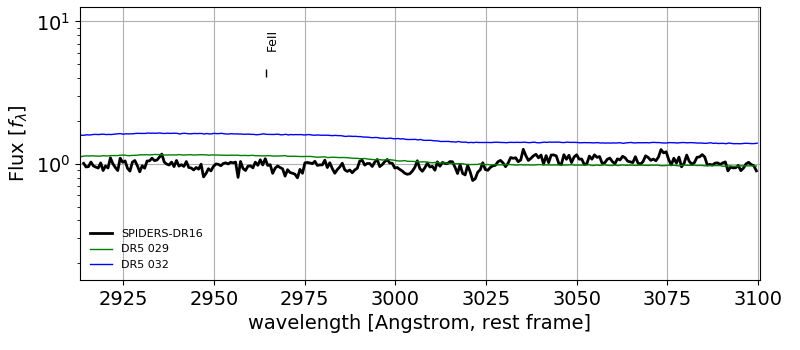 10¹
FeII
Flux [f_λ]
10⁰
SPIDERS-DR16
DR5 029
DR5 032
2925 2950 2975 3000 3025 3050 3075 3100
wavelength [Angstrom, rest frame]